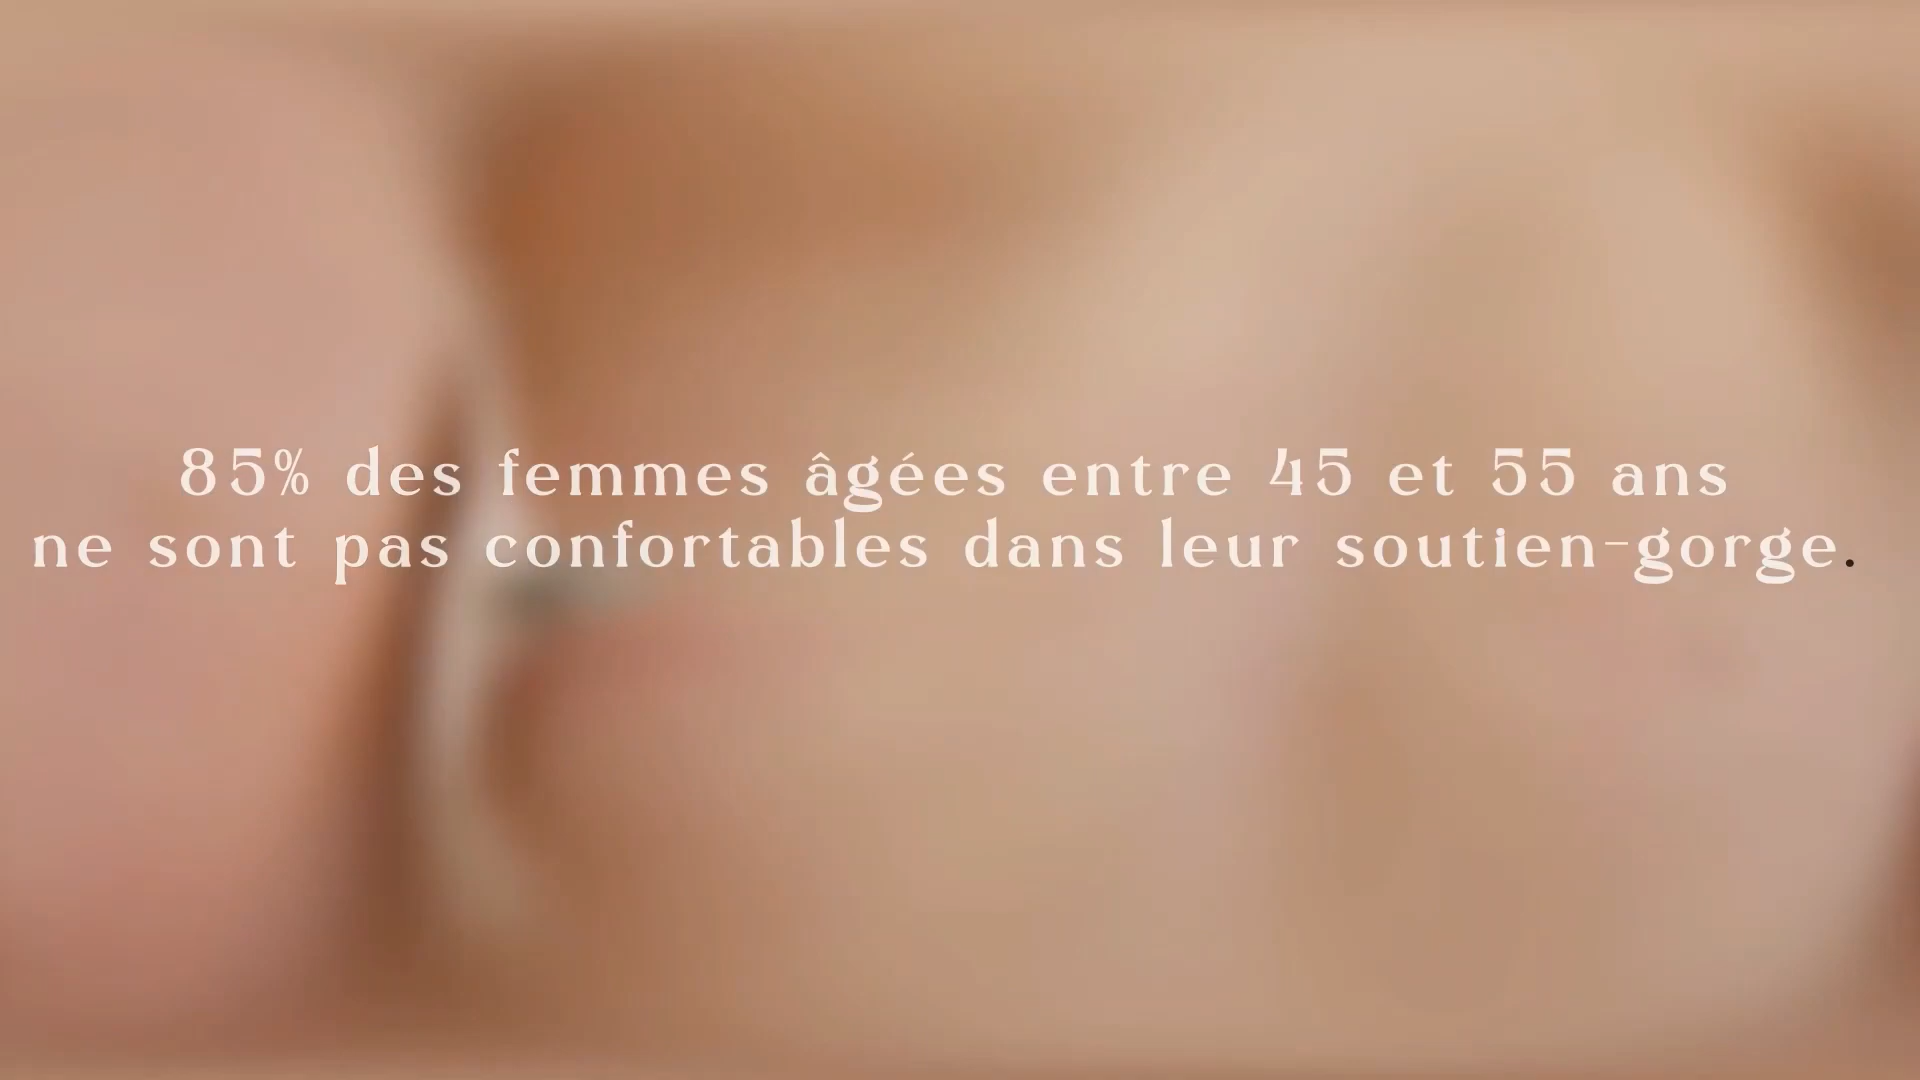 85% des femmes âgées entre 45 et 55 ans
ne sont pas confortables dans leur soutien-gorge.